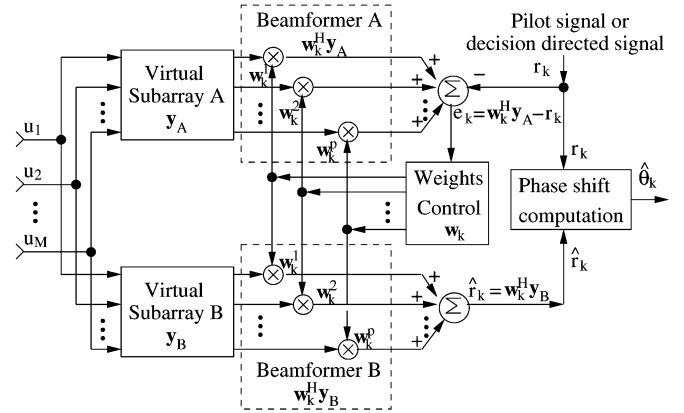 Beamformer A
w_k^H y_A
Pilot signal or
decision directed signal
Virtual
Subarray A
y_A
w_k^1
w_k^2
w_k^p
+
+
+
Σ
−
r_k
r_k
e_k=w_k^H y_A−r_k
r_k
u_1
u_2
u_M
Weights
Control
w_k
Phase shift
computation
θ̂_k
r̂_k
Virtual
Subarray B
y_B
w_k^1
w_k^2
w_k^p
+
+
+
Σ
r̂_k=w_k^H y_B
Beamformer B
w_k^H y_B